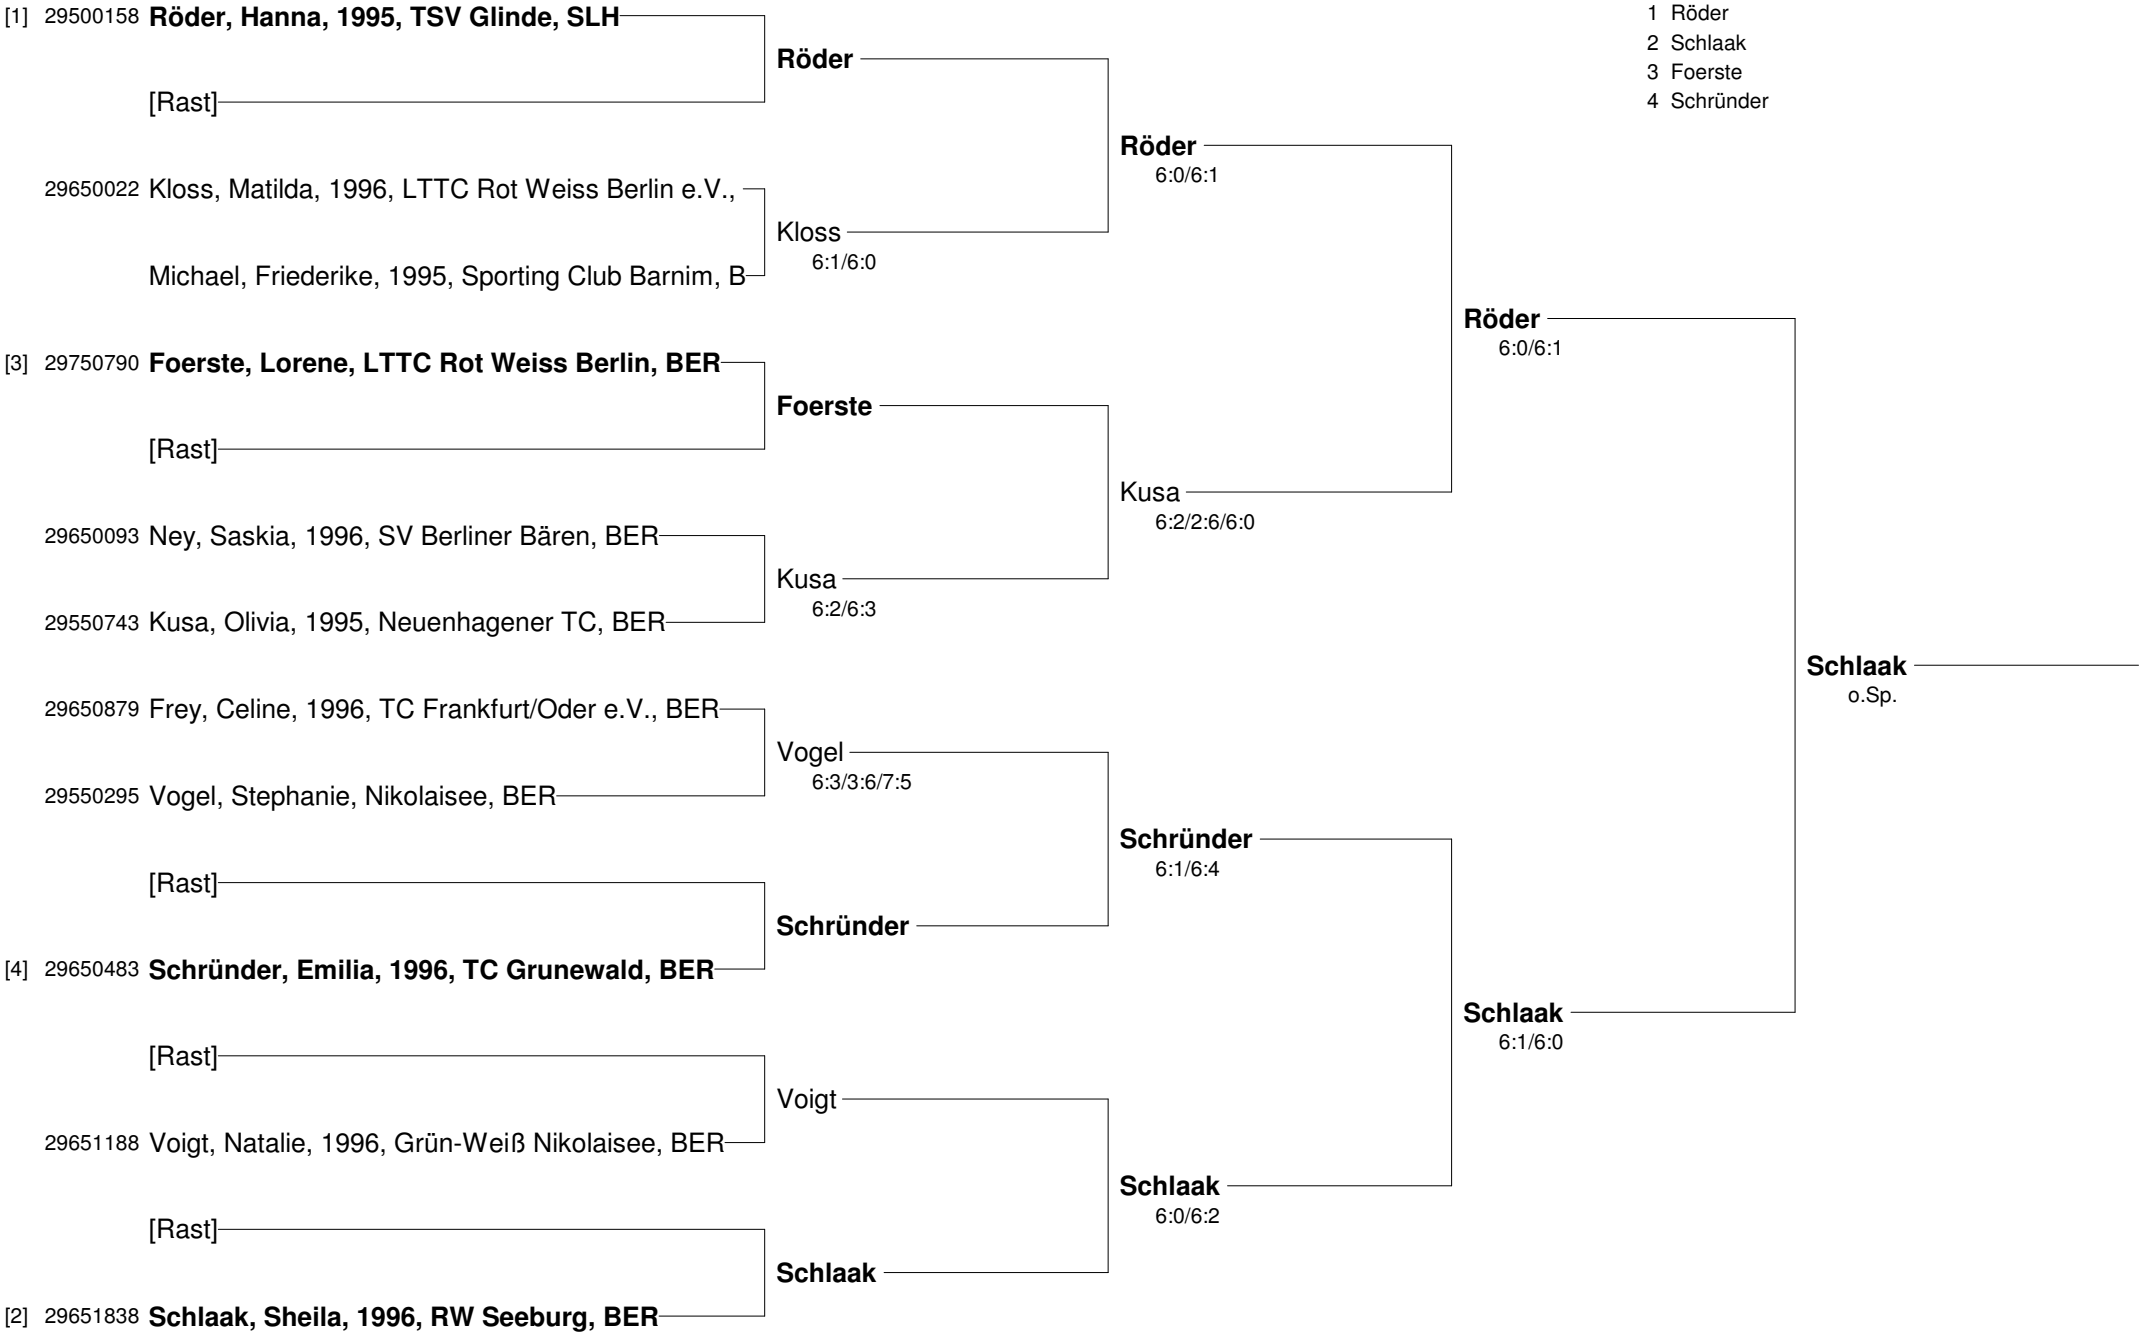 [1] 29500158 Röder, Hanna, 1995, TSV Glinde, SLH
1 Röder
2 Schlaak
3 Foerste
4 Schründer
Röder
[Rast]
Röder
6:0/6:1
29650022 Kloss, Matilda, 1996, LTTC Rot Weiss Berlin e.V.,
Kloss
6:1/6:0
Michael, Friederike, 1995, Sporting Club Barnim, B
Röder
6:0/6:1
[3] 29750790 Foerste, Lorene, LTTC Rot Weiss Berlin, BER
Foerste
[Rast]
Kusa
6:2/2:6/6:0
29650093 Ney, Saskia, 1996, SV Berliner Bären, BER
Kusa
6:2/6:3
29550743 Kusa, Olivia, 1995, Neuenhagener TC, BER
Schlaak
o.Sp.
29650879 Frey, Celine, 1996, TC Frankfurt/Oder e.V., BER
Vogel
6:3/3:6/7:5
29550295 Vogel, Stephanie, Nikolaisee, BER
Schründer
6:1/6:4
[Rast]
Schründer
[4] 29650483 Schründer, Emilia, 1996, TC Grunewald, BER
Schlaak
6:1/6:0
[Rast]
Voigt
29651188 Voigt, Natalie, 1996, Grün-Weiß Nikolaisee, BER
Schlaak
6:0/6:2
[Rast]
Schlaak
[2] 29651838 Schlaak, Sheila, 1996, RW Seeburg, BER